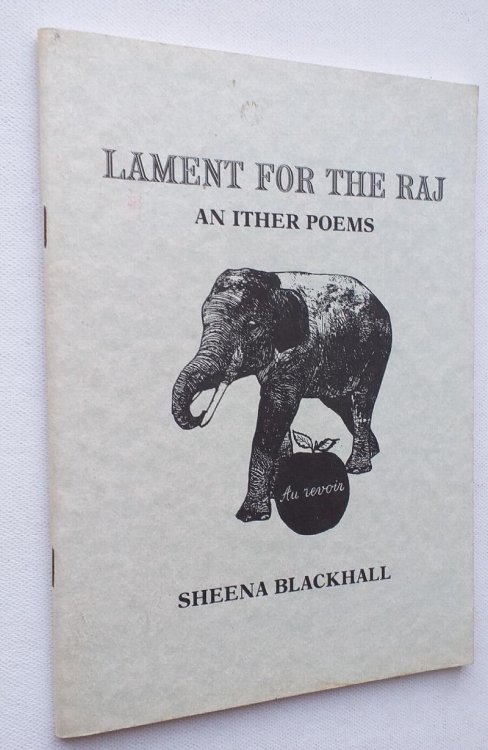 LAMENT FOR THE RAJ
AN ITHER POEMS
Au revoir
SHEENA BLACKHALL